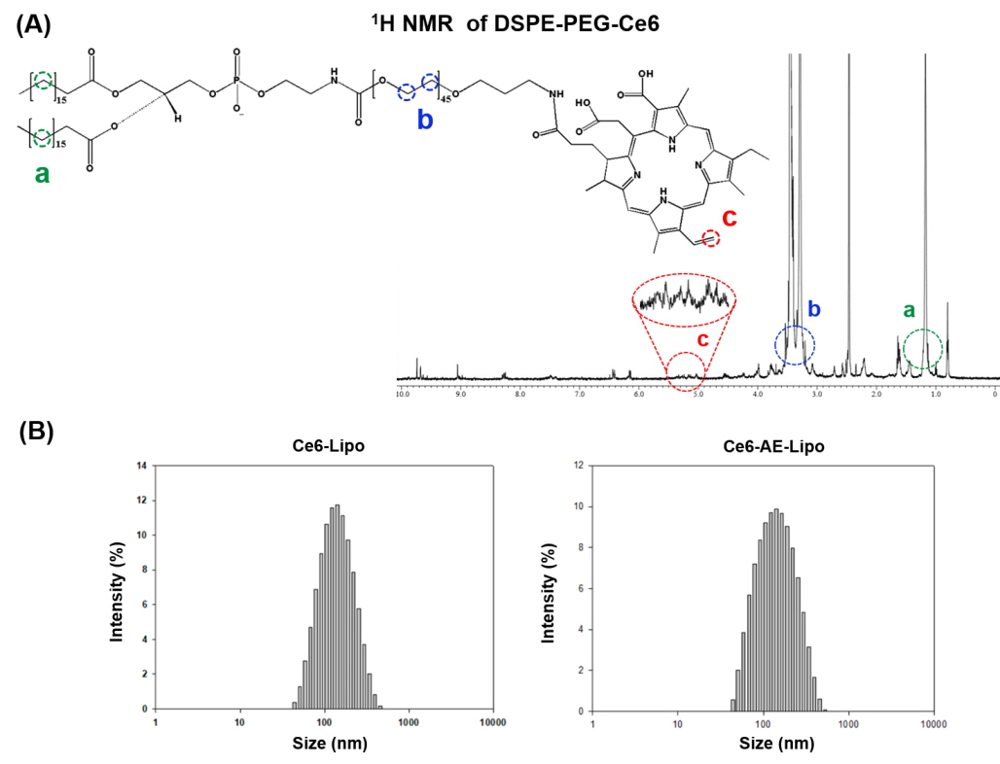 (A)
¹H NMR of DSPE-PEG-Ce6
O
O
15
O
P
O
O⁻
O
H
N
O
O
O
45
O
NH
O
H
O
15
O
a
b
OH
O
HO
O
N
H
N
N
H
N
c
c
b
a
10.0 9.0 8.0 7.0 6.0 5.0 4.0 3.0 2.0 1.0 0
(B)
Ce6-Lipo
Intensity (%)
14
12
10
8
6
4
2
0
1 10 100 1000 10000
Size (nm)
Ce6-AE-Lipo
Intensity (%)
12
10
8
6
4
2
0
1 10 100 1000 10000
Size (nm)